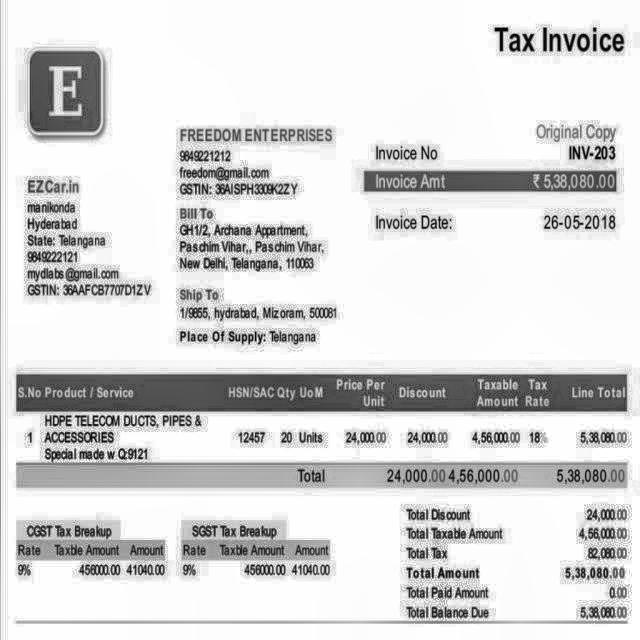 Tax Invoice
E
EZCar.in
manikonda
Hyderabad
State: Telangana
9849222121
mydlabs@gmail.com
GSTIN: 36AAFCB7707D1ZV
FREEDOM ENTERPRISES
9849221212
freedom@gmail.com
GSTIN: 36AISPH3309K2ZY
Bill To
GH1/2, Archana Appartment,
Paschim Vihar,, Paschim Vihar,
New Delhi, Telangana, 110063
Ship To
1/9855, hydrabad, Mizoram, 500081
Place Of Supply: Telangana
Original Copy
Invoice No INV-203
Invoice Amt ₹ 5,38,080.00
Invoice Date: 26-05-2018
S.No Product / Service HSN/SAC Qty UoM Price Per Unit Discount Taxable Amount Tax Rate Line Total
HDPE TELECOM DUCTS, PIPES &
1 ACCESSORIES 12457 20 Units 24,000.00 24,000.00 4,56,000.00 18% 5,38,080.00
Special made w Q:9121
Total 24,000.00 4,56,000.00 5,38,080.00
CGST Tax Breakup
Rate Taxble Amount Amount
9% 456000.00 41040.00
SGST Tax Breakup
Rate Taxble Amount Amount
9% 456000.00 41040.00
Total Discount 24,000.00
Total Taxable Amount 4,56,000.00
Total Tax 82,080.00
Total Amount 5,38,080.00
Total Paid Amount 0.00
Total Balance Due 5,38,080.00